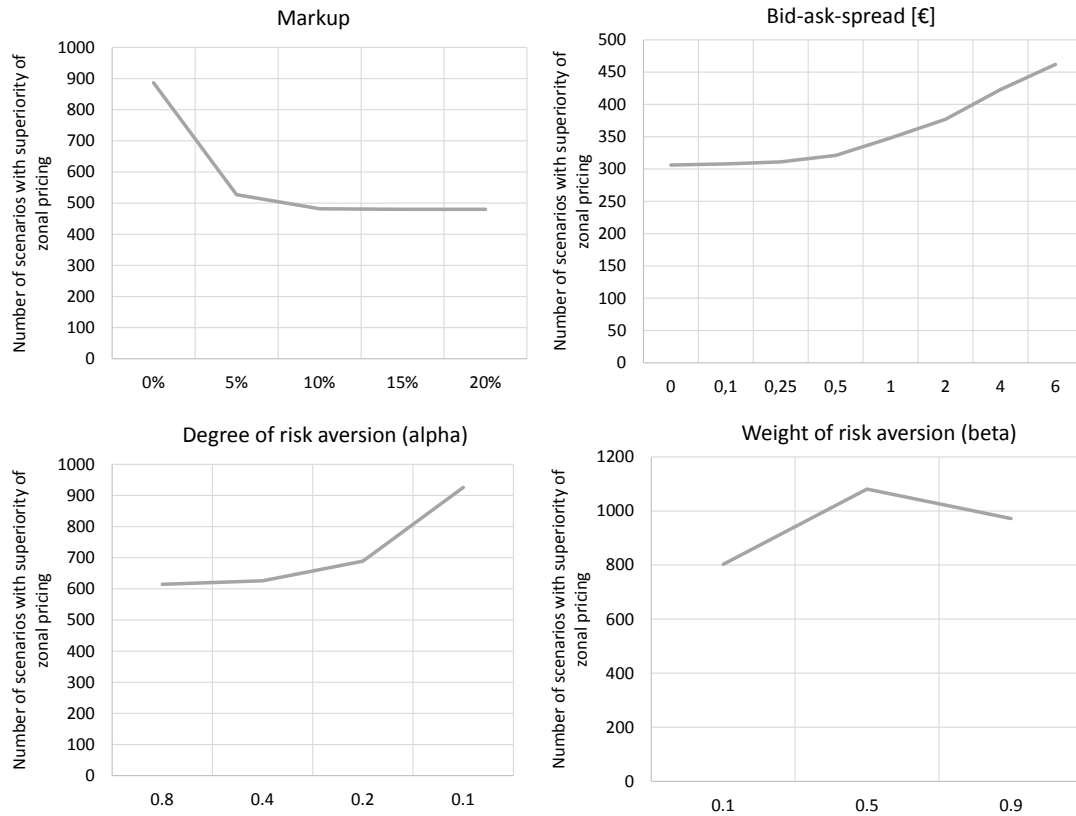 Markup
Number of scenarios with superiority of
zonal pricing
1000
900
800
700
600
500
400
300
200
100
0
0% 5% 10% 15% 20%
Bid-ask-spread [€]
Number of scenarios with superiority of
zonal pricing
500
450
400
350
300
250
200
150
100
50
0
0 0,1 0,25 0,5 1 2 4 6
Degree of risk aversion (alpha)
Number of scenarios with superiority of
zonal pricing
1000
900
800
700
600
500
400
300
200
100
0
0.8 0.4 0.2 0.1
Weight of risk aversion (beta)
Number of scenarios with superiority of
zonal pricing
1200
1000
800
600
400
200
0
0.1 0.5 0.9